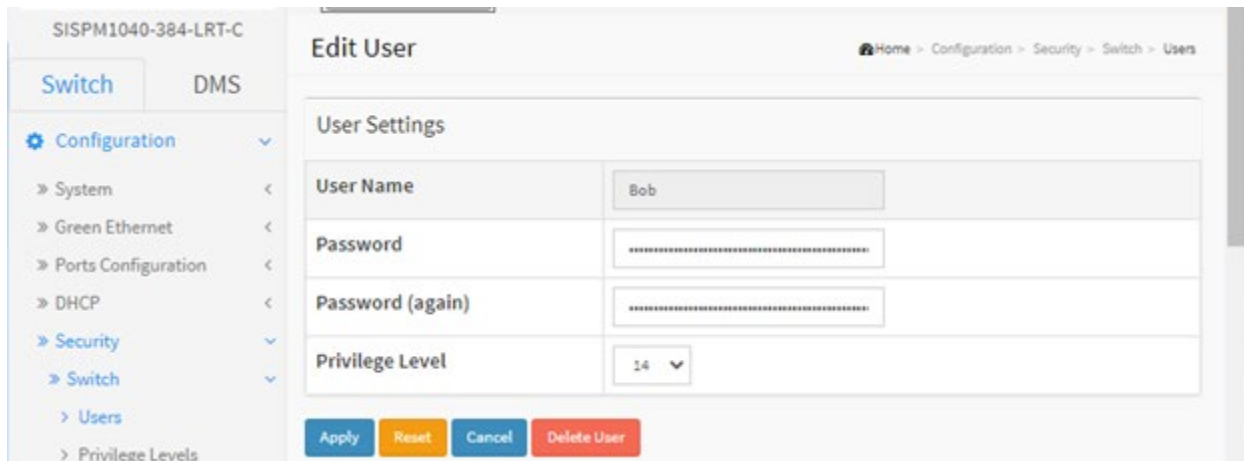 SISPM1040-384-LRT-C
Switch DMS
Configuration
» System
» Green Ethernet
» Ports Configuration
» DHCP
» Security
» Switch
> Users
> Privilege Levels
Edit User
Home > Configuration > Security > Switch > Users
User Settings
User Name Bob
Password
Password (again)
Privilege Level 14
Apply Reset Cancel Delete User